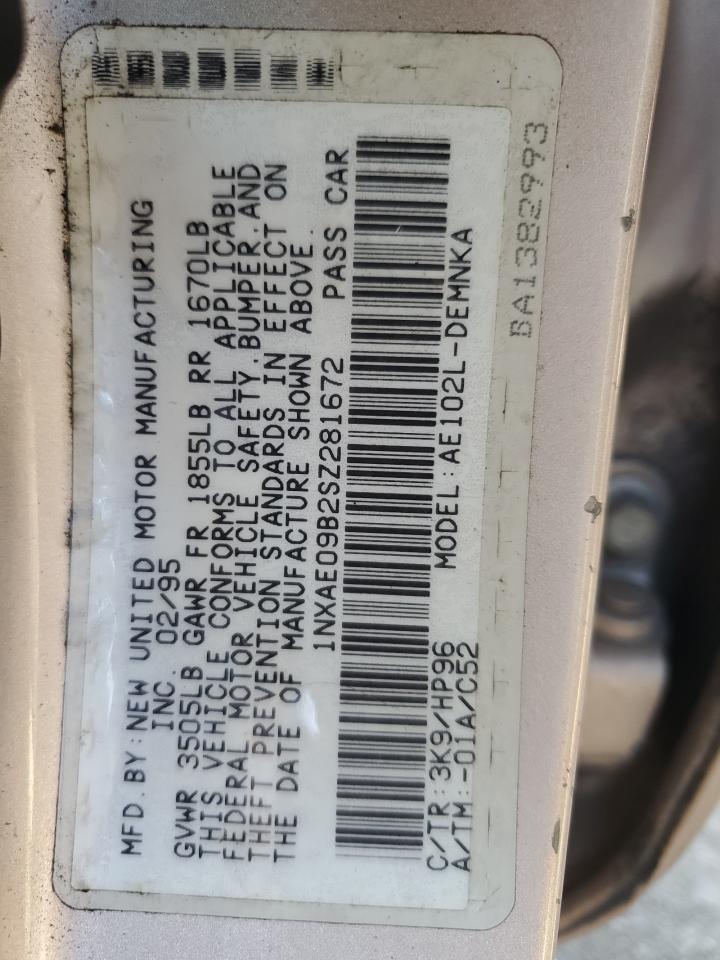 MFD.BY:NEW UNITED MOTOR MANUFACTURING
INC. 02/95
GVWR 3505LB GAWR FR 1855LB RR 1670LB
THIS VEHICLE CONFORMS TO ALL APPLICABLE
FEDERAL MOTOR VEHICLE SAFETY,BUMPER,AND
THEFT PREVENTION STANDARDS IN EFFECT ON
THE DATE OF MANUFACTURE SHOWN ABOVE.
1NXAE09B2SZ281672 PASS CAR
C/TR:3K9/HP96 MODEL:AE102L-DEMNKA
A/TM:-01A/C52
BA1382993